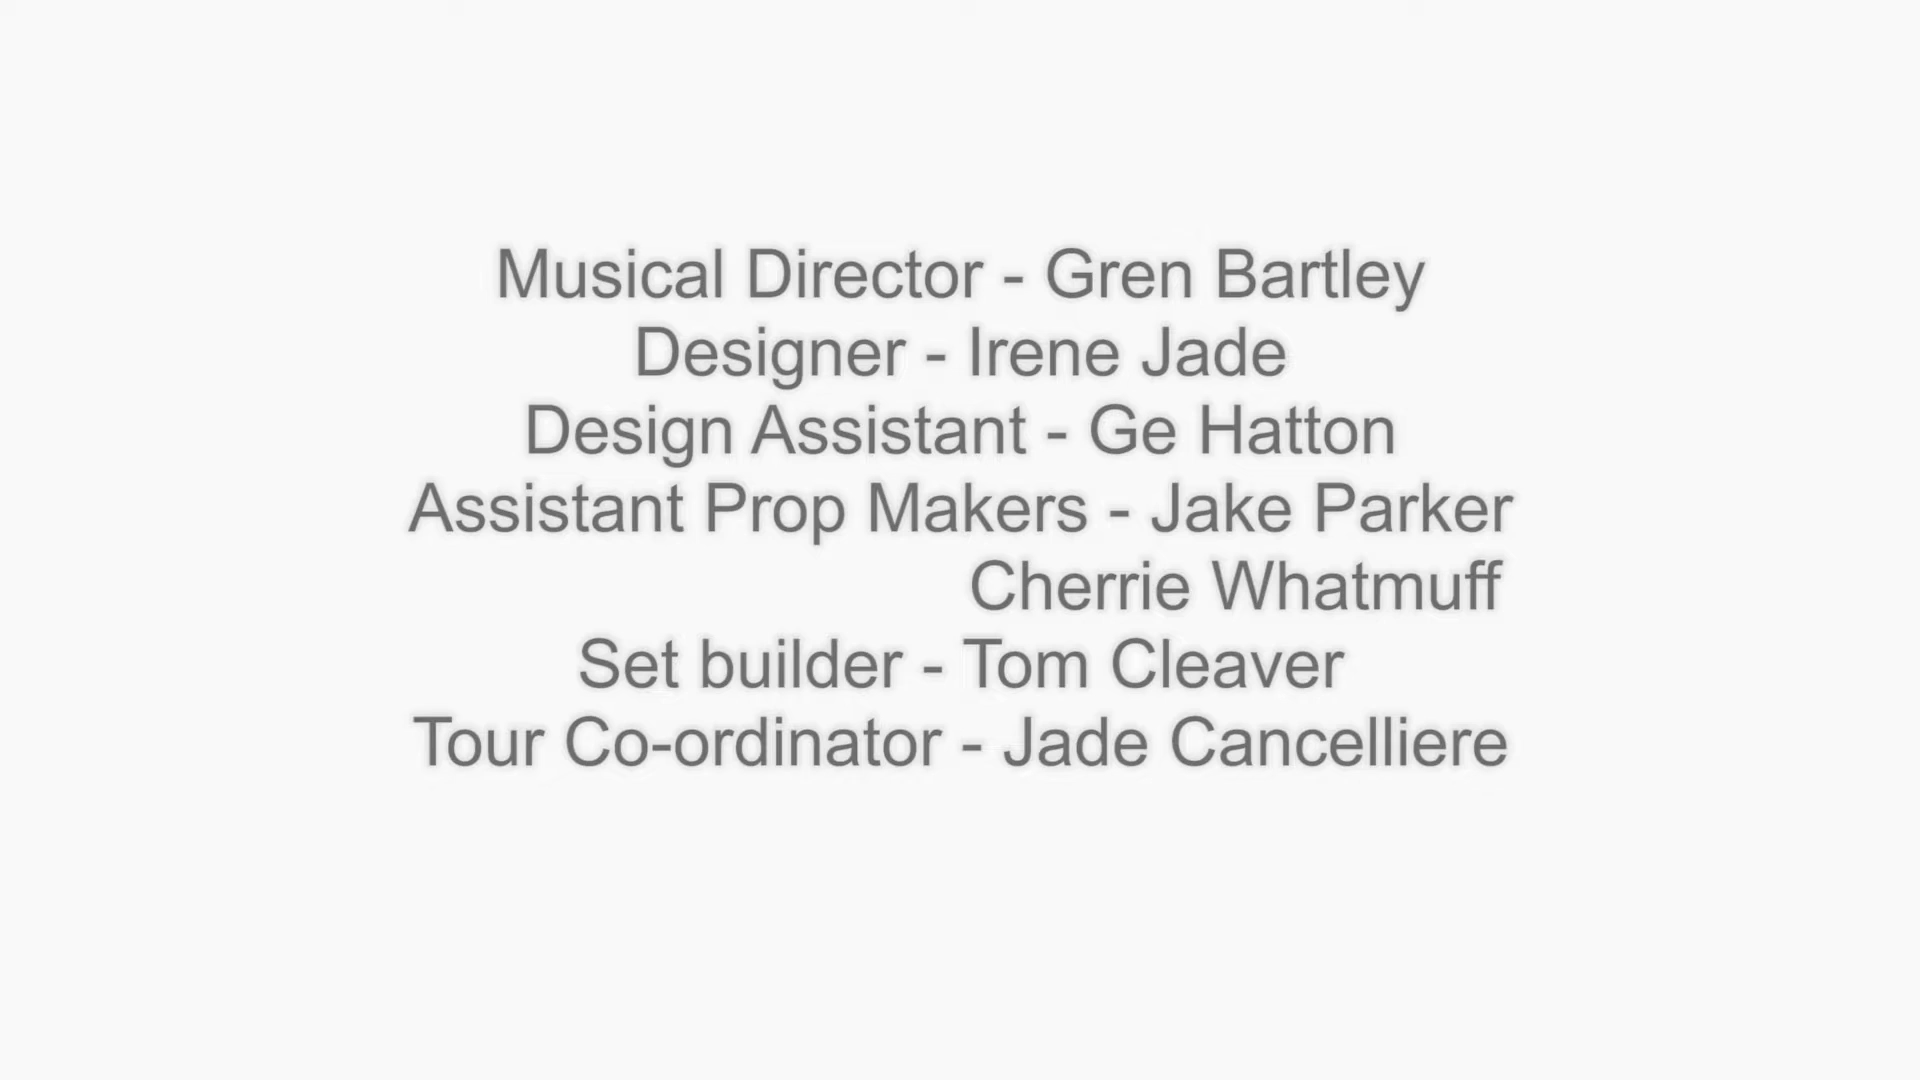 Musical Director - Gren Bartley
Designer - Irene Jade
Design Assistant - Ge Hatton
Assistant Prop Makers - Jake Parker
Cherrie Whatmuff
Set builder - Tom Cleaver
Tour Co-ordinator - Jade Cancelliere